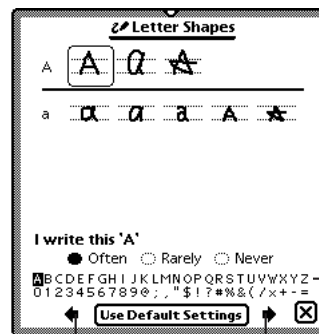 Letter Shapes
A A a A
a a a a A A
I write this 'A'
Often Rarely Never
ABCDEFGHIJKLMNOPQRSTUVWXYZ-
0123456789@;,"$!?#%&(/x+-=
Use Default Settings